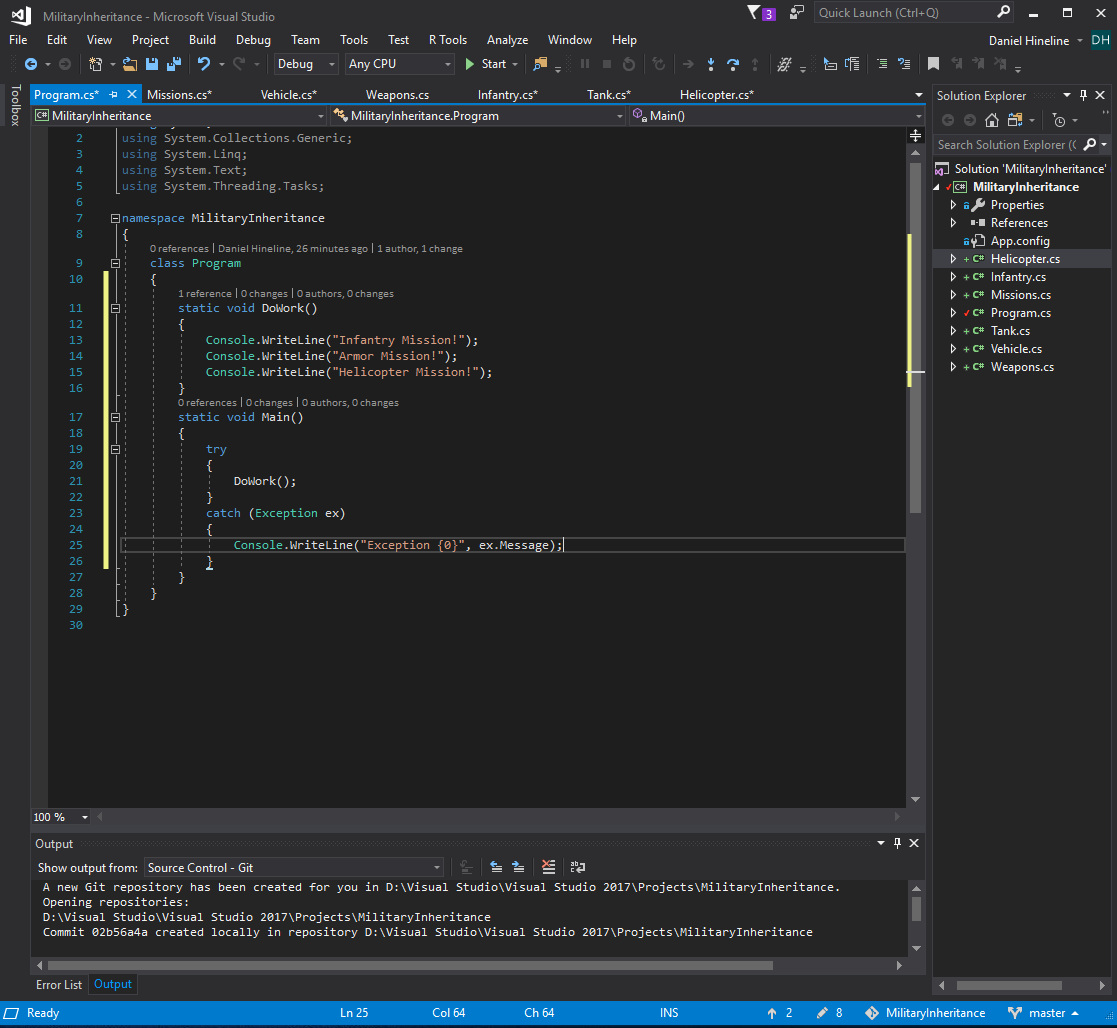 MilitaryInheritance - Microsoft Visual Studio
3
Quick Launch (Ctrl+Q)
File Edit View Project Build Debug Team Tools Test R Tools Analyze Window Help
Daniel Hineline DH
Debug Any CPU Start
Toolbox
Program.cs* Missions.cs* Vehicle.cs* Weapons.cs Infantry.cs* Tank.cs* Helicopter.cs*
C# MilitaryInheritance MilitaryInheritance.Program Main()
2 using System.Collections.Generic;
3 using System.Linq;
4 using System.Text;
5 using System.Threading.Tasks;
6
7 namespace MilitaryInheritance
8 {
0 references | Daniel Hineline, 26 minutes ago | 1 author, 1 change
9 class Program
10 {
1 reference | 0 changes | 0 authors, 0 changes
11 static void DoWork()
12 {
13 Console.WriteLine("Infantry Mission!");
14 Console.WriteLine("Armor Mission!");
15 Console.WriteLine("Helicopter Mission!");
16 }
0 references | 0 changes | 0 authors, 0 changes
17 static void Main()
18 {
19 try
20 {
21 DoWork();
22 }
23 catch (Exception ex)
24 {
25 Console.WriteLine("Exception {0}", ex.Message);
26 }
27 }
28 }
29 }
30
100 %
Solution Explorer
Search Solution Explorer (
Solution 'MilitaryInheritance'
C# MilitaryInheritance
Properties
References
App.config
C# Helicopter.cs
C# Infantry.cs
C# Missions.cs
C# Program.cs
C# Tank.cs
C# Vehicle.cs
C# Weapons.cs
Output
Show output from: Source Control - Git
A new Git repository has been created for you in D:\Visual Studio\Visual Studio 2017\Projects\MilitaryInheritance.
Opening repositories:
D:\Visual Studio\Visual Studio 2017\Projects\MilitaryInheritance
Commit 02b56a4a created locally in repository D:\Visual Studio\Visual Studio 2017\Projects\MilitaryInheritance
Error List Output
Ready Ln 25 Col 64 Ch 64 INS 2 8 MilitaryInheritance master